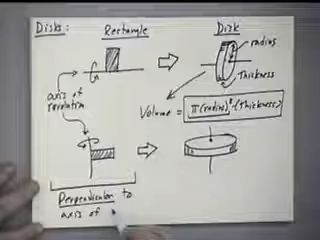 Disks:
Rectangle
Disk
radius
Thickness
axis of
revolution
Volume = π(radius)²·(Thickness)
Perpendicular to
axis of